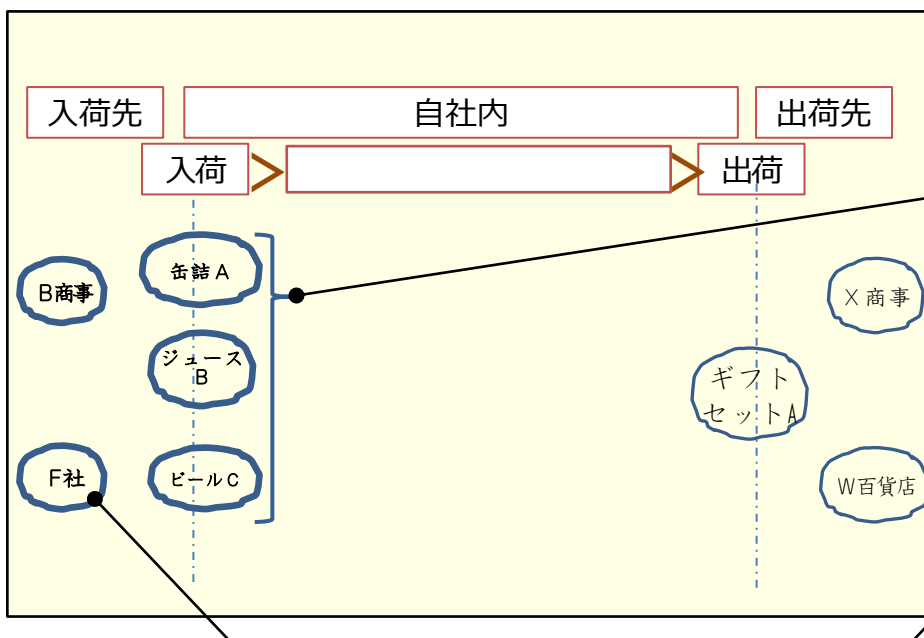 入荷先
自社内
出荷先
入荷
出荷
B商事
缶詰A
ジュース
B
F社
ビールC
ギフト
セットA
X商事
W百貨店